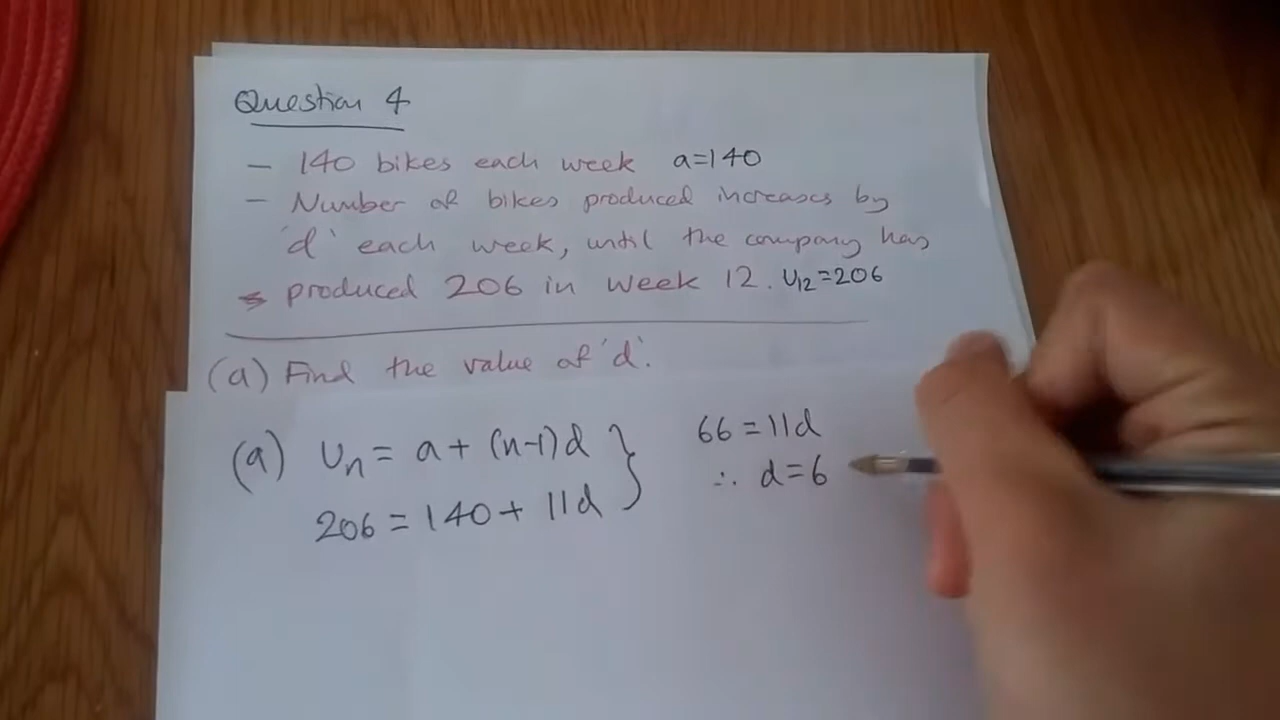 Question 4
— 140 bikes each week a=140
— Number of bikes produced increases by
'd' each week, until the company has
produced 206 in week 12. U12=206
(a) Find the value of 'd'.
(a) Un = a + (n-1)d } 66 = 11d
206 = 140 + 11d ∴ d=6